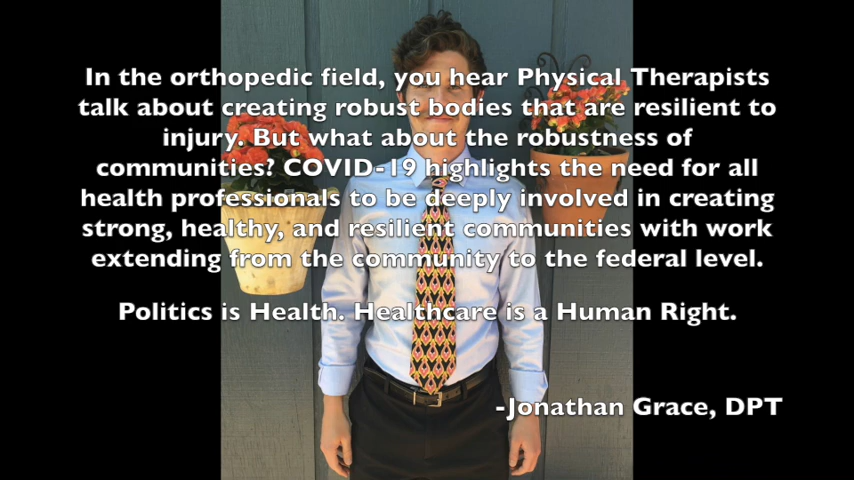 In the orthopedic field, you hear Physical Therapists
talk about creating robust bodies that are resilient to
injury. But what about the robustness of
communities? COVID-19 highlights the need for all
health professionals to be deeply involved in creating
strong, healthy, and resilient communities with work
extending from the community to the federal level.
Politics is Health. Healthcare is a Human Right.
-Jonathan Grace, DPT